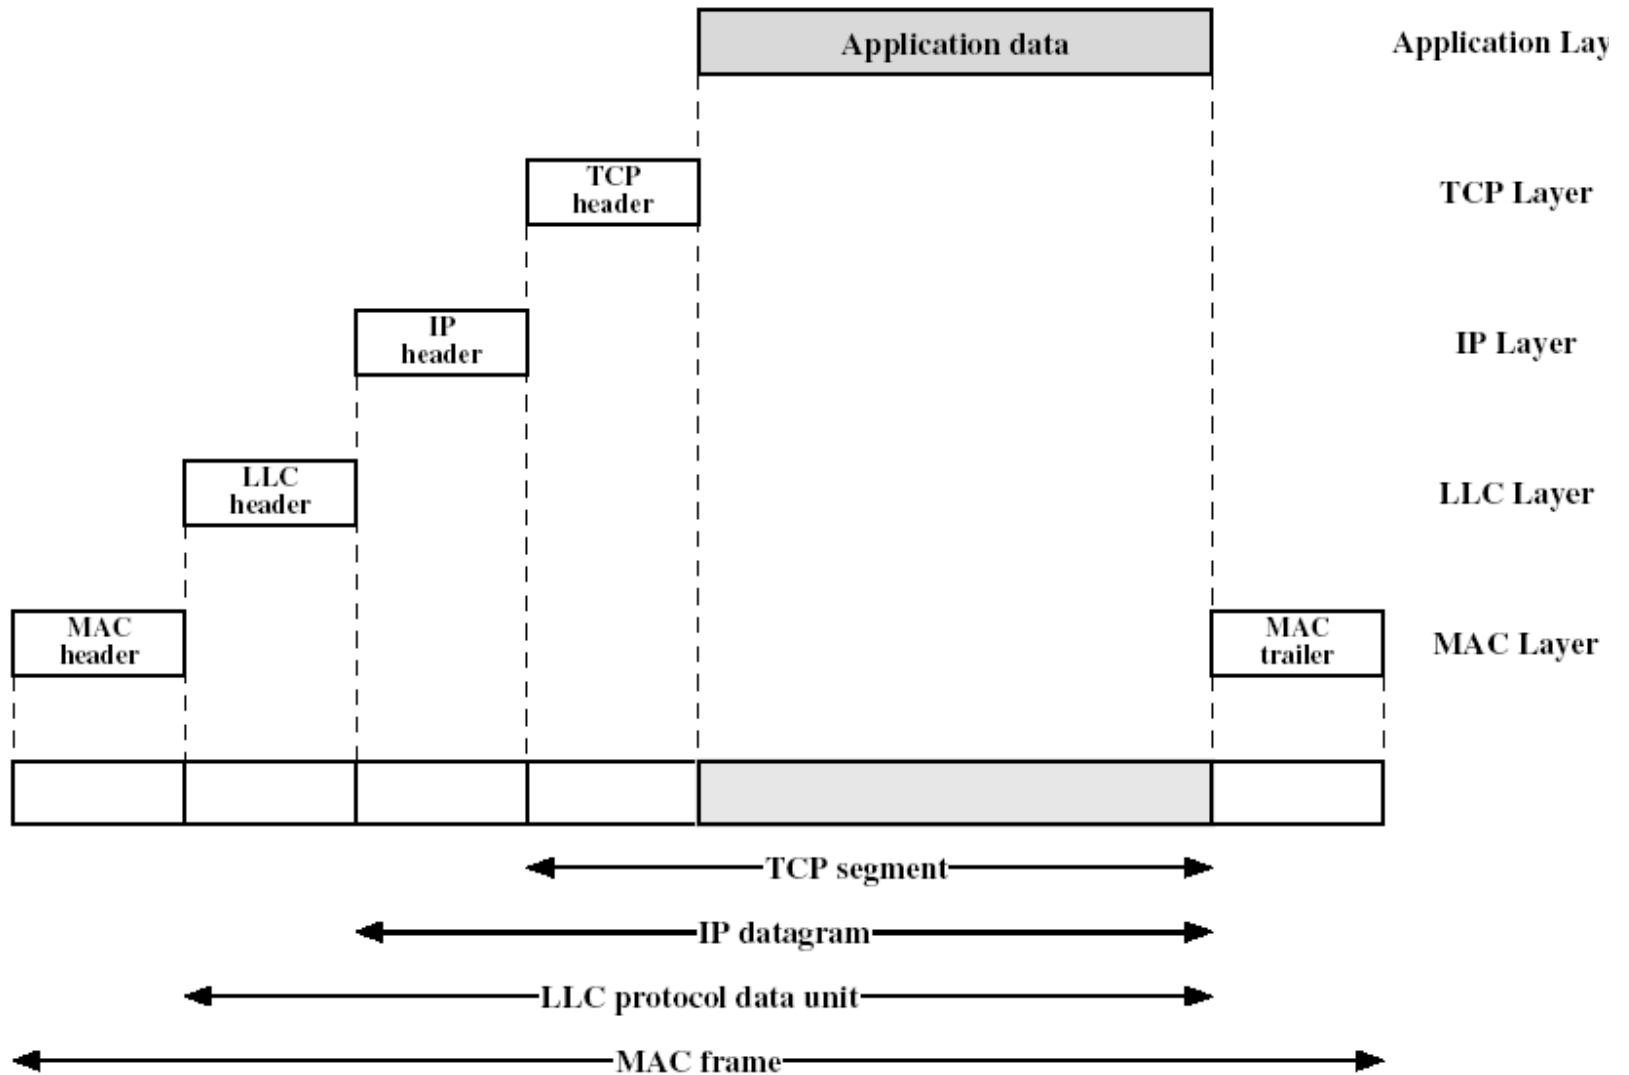 Application data
Application Lay
TCP
header
TCP Layer
IP
header
IP Layer
LLC
header
LLC Layer
MAC
header
MAC
trailer
MAC Layer
TCP segment
IP datagram
LLC protocol data unit
MAC frame